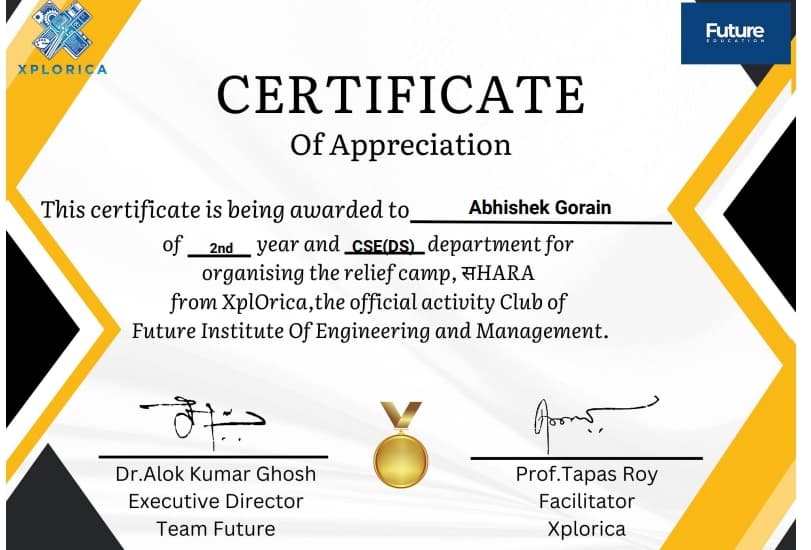 XPLORICA
Future
EDUCATION
CERTIFICATE
Of Appreciation
This certificate is being awarded to Abhishek Gorain
of 2nd year and CSE(DS) department for
organising the relief camp, सHARA
from XplOrica,the official activity Club of
Future Institute Of Engineering and Management.
Dr.Alok Kumar Ghosh
Executive Director
Team Future
Prof.Tapas Roy
Facilitator
Xplorica